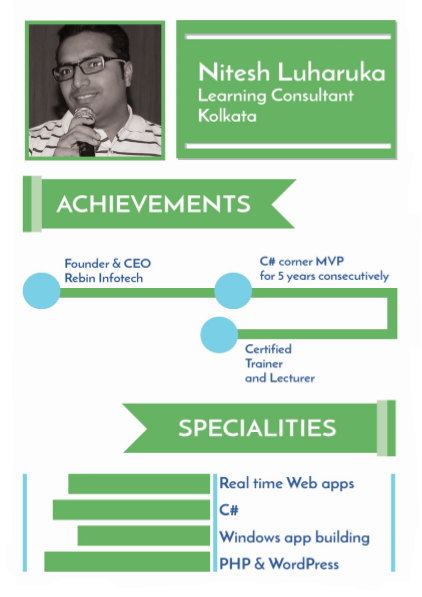 Nitesh Luharuka
Learning Consultant
Kolkata
ACHIEVEMENTS
Founder & CEO
Rebin Infotech
C# corner MVP
for 5 years consecutively
Certified
Trainer
and Lecturer
SPECIALITIES
Real time Web apps
C#
Windows app building
PHP & WordPress